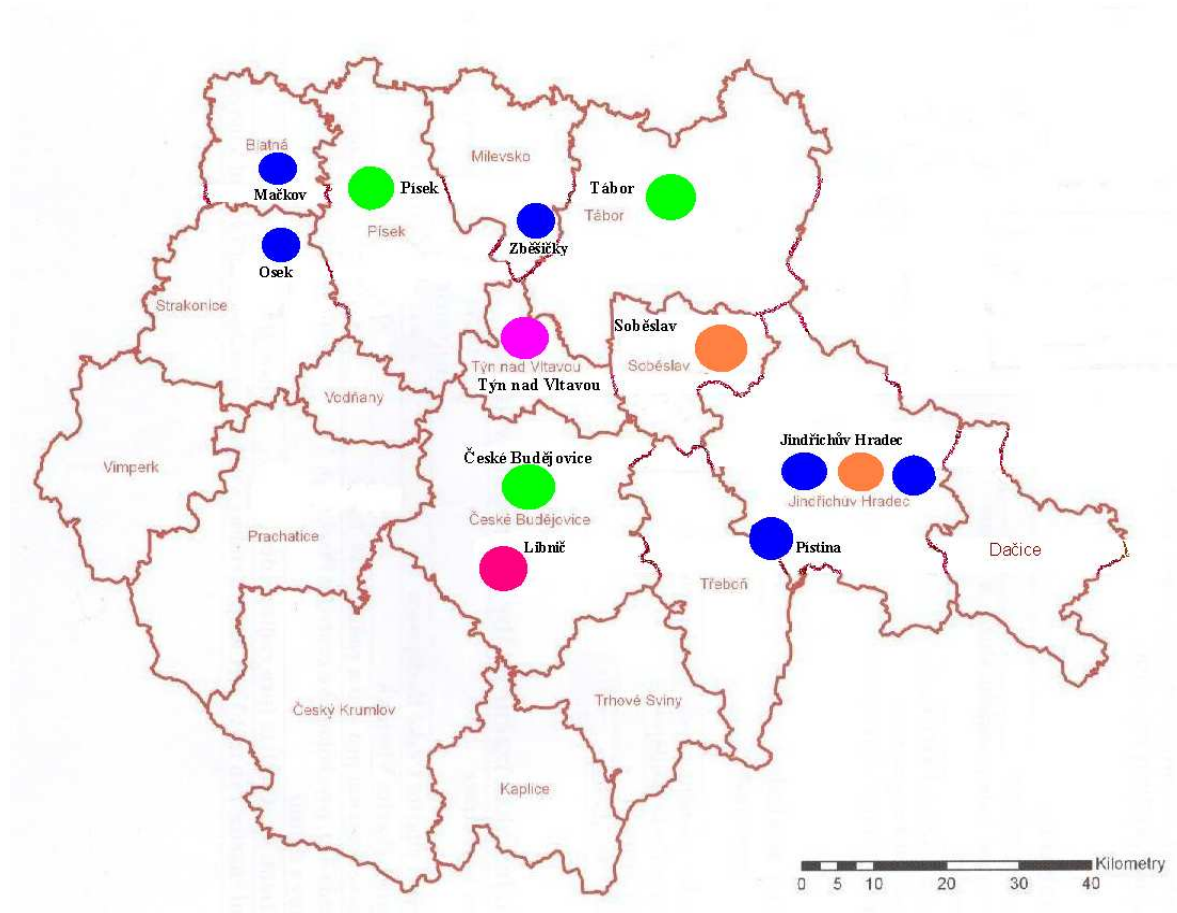 Blatná
Mačkov
Písek
Písek
Milevsko
Zběšičky
Tábor
Tábor
Osek
Strakonice
Týn nad Vltavou
Týn nad Vltavou
Soběslav
Soběslav
Vodňany
Vimperk
Prachatice
České Budějovice
České Budějovice
Libníč
Jindřichův Hradec
Jindřichův Hradec
Pístina
Dačice
Třeboň
Český Krumlov
Trhové Sviny
Kaplice
Kilometry
0 5 10 20 30 40